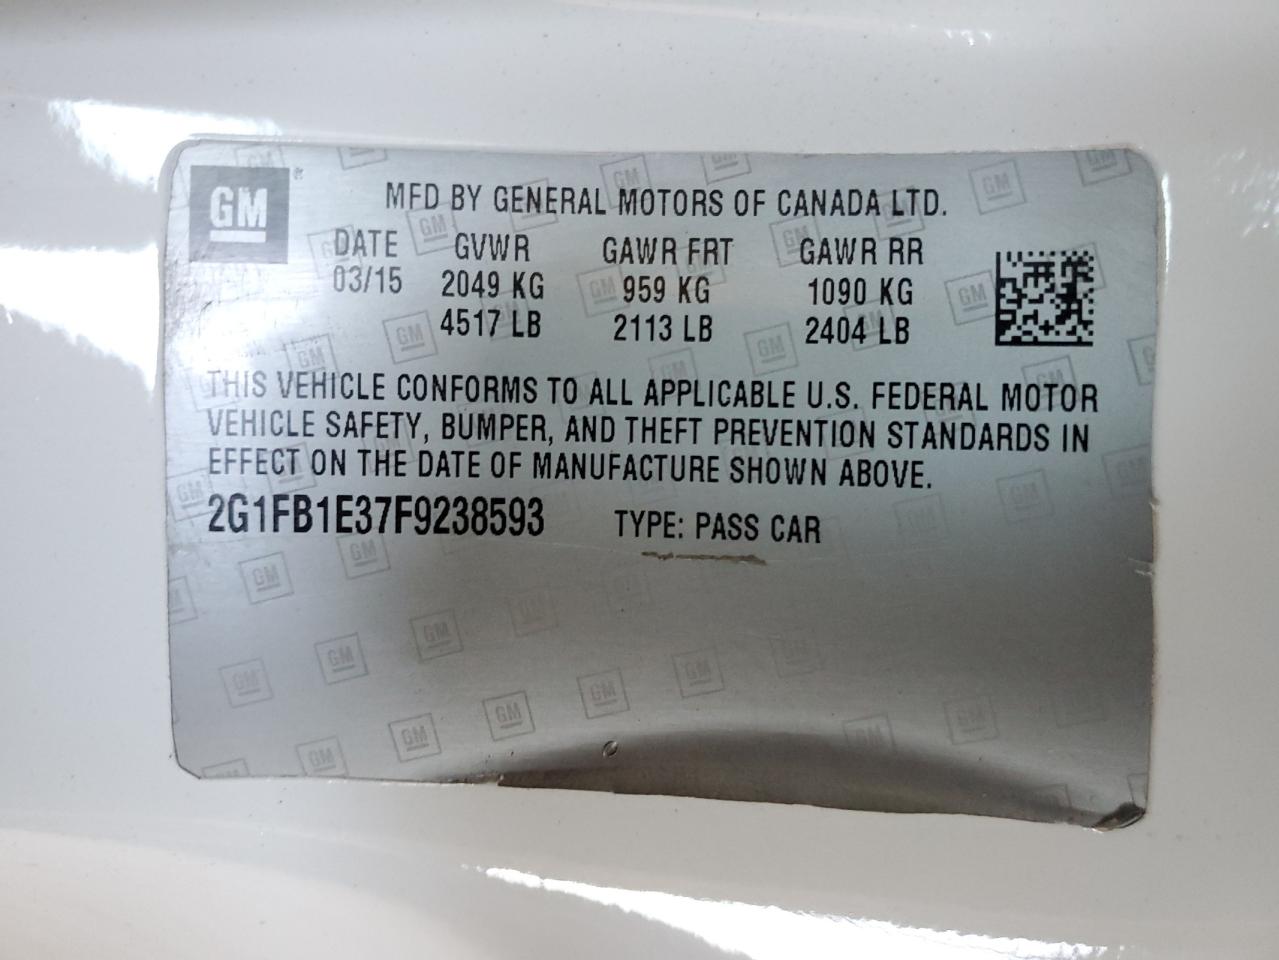 GM
MFD BY GENERAL MOTORS OF CANADA LTD.
DATE GVWR GAWR FRT GAWR RR
03/15 2049 KG 959 KG 1090 KG
4517 LB 2113 LB 2404 LB
THIS VEHICLE CONFORMS TO ALL APPLICABLE U.S. FEDERAL MOTOR
VEHICLE SAFETY, BUMPER, AND THEFT PREVENTION STANDARDS IN
EFFECT ON THE DATE OF MANUFACTURE SHOWN ABOVE.
2G1FB1E37F9238593 TYPE: PASS CAR